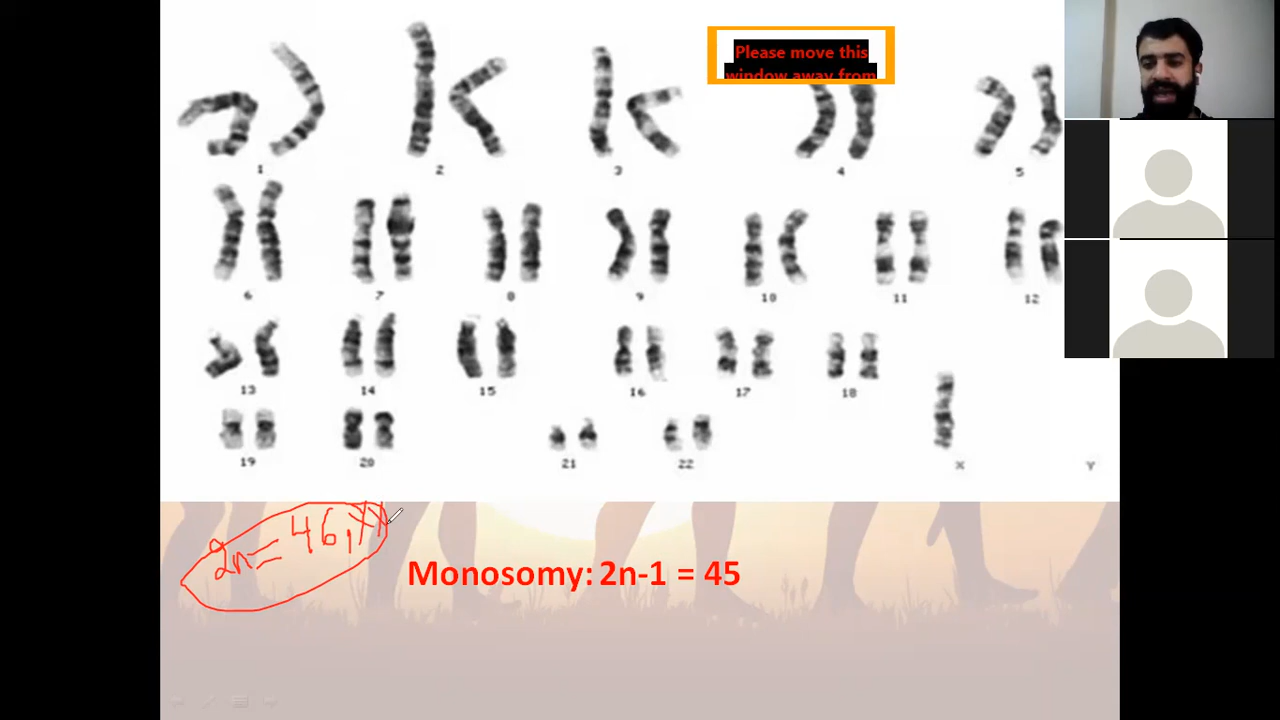 Please move this
window away from
1 2 3 4 5
6 7 8 9 10 11 12
13 14 15 16 17 18
19 20 21 22 X Y
2n=46,XX
Monosomy: 2n-1 = 45